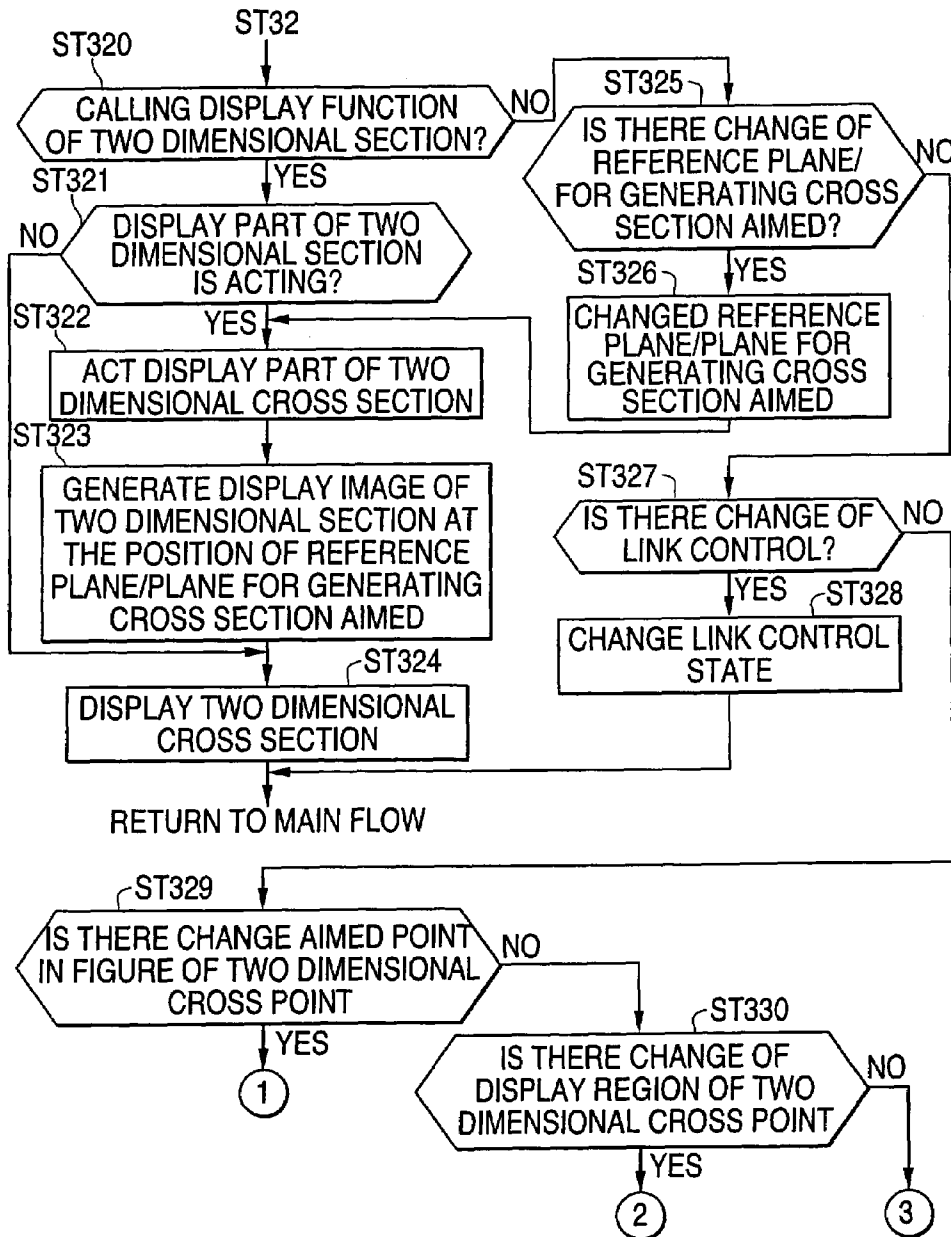 ST32
ST320
CALLING DISPLAY FUNCTION
OF TWO DIMENSIONAL SECTION?
NO
YES
ST321
NO
DISPLAY PART OF TWO
DIMENSIONAL SECTION
IS ACTING?
YES
ST322
ACT DISPLAY PART OF TWO
DIMENSIONAL CROSS SECTION
ST323
GENERATE DISPLAY IMAGE OF
TWO DIMENSIONAL SECTION AT
THE POSITION OF REFERENCE
PLANE/PLANE FOR GENERATING
CROSS SECTION AIMED
ST324
DISPLAY TWO DIMENSIONAL
CROSS SECTION
RETURN TO MAIN FLOW
ST325
IS THERE CHANGE OF
REFERENCE PLANE/
FOR GENERATING CROSS
SECTION AIMED?
NO
YES
ST326
CHANGED REFERENCE
PLANE/PLANE FOR
GENERATING CROSS
SECTION AIMED
ST327
IS THERE CHANGE OF
LINK CONTROL?
NO
YES
ST328
CHANGE LINK CONTROL
STATE
ST329
IS THERE CHANGE AIMED POINT
IN FIGURE OF TWO DIMENSIONAL
CROSS POINT
NO
YES
1
ST330
IS THERE CHANGE OF
DISPLAY REGION OF TWO
DIMENSIONAL CROSS POINT
NO
YES
2
3